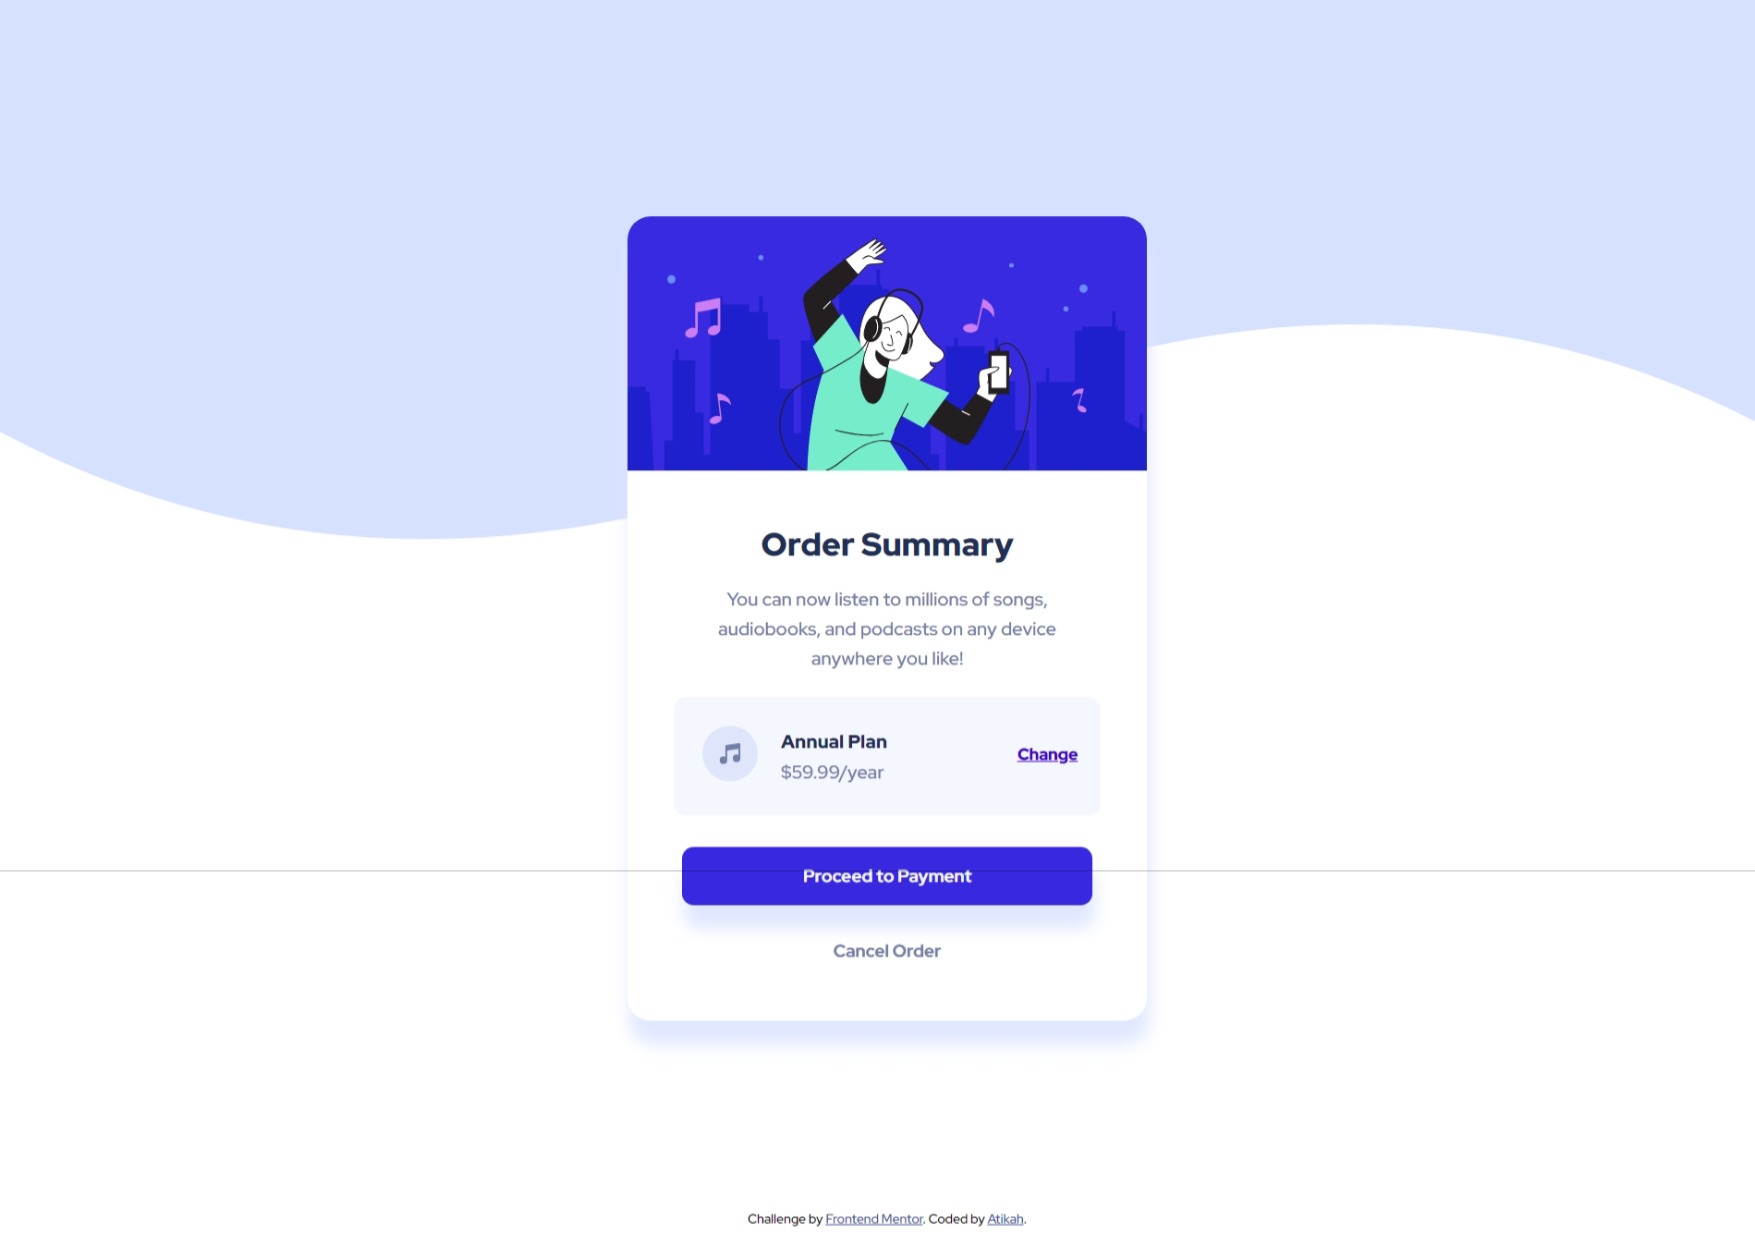 Order Summary
You can now listen to millions of songs,
audiobooks, and podcasts on any device
anywhere you like!
Annual Plan
$59.99/year
Change
Proceed to Payment
Cancel Order
Challenge by Frontend Mentor. Coded by Atikah.